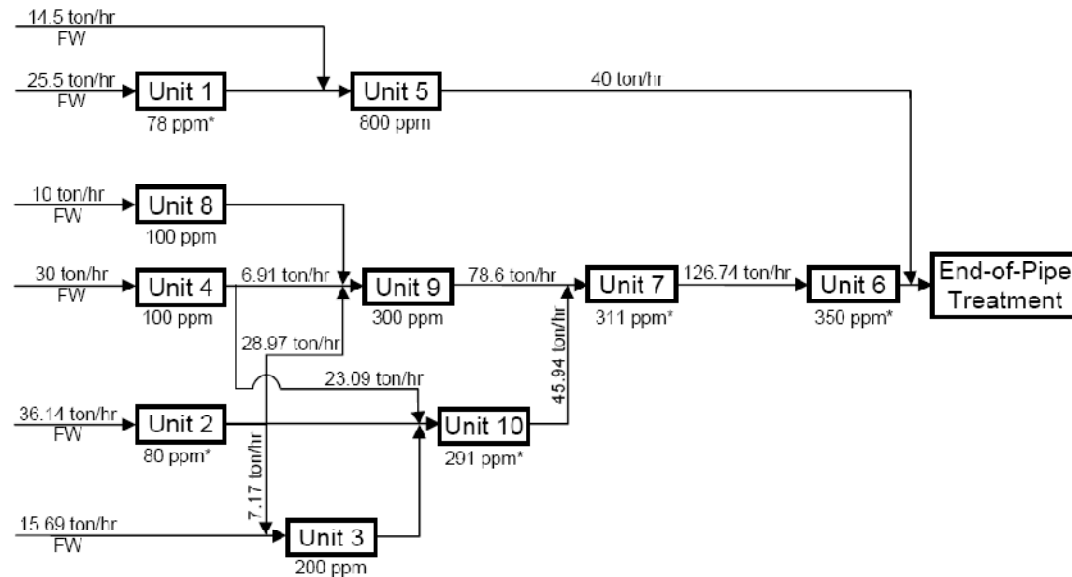 14.5 ton/hr
FW
25.5 ton/hr
FW
Unit 1
78 ppm*
Unit 5
800 ppm
40 ton/hr
10 ton/hr
FW
Unit 8
100 ppm
30 ton/hr
FW
Unit 4
100 ppm
6.91 ton/hr
Unit 9
300 ppm
78.6 ton/hr
Unit 7
311 ppm*
126.74 ton/hr
Unit 6
350 ppm*
End-of-Pipe
Treatment
28.97 ton/hr
23.09 ton/hr
45.94 ton/hr
36.14 ton/hr
FW
Unit 2
80 ppm*
Unit 10
291 ppm*
7.17 ton/hr
15.69 ton/hr
FW
Unit 3
200 ppm